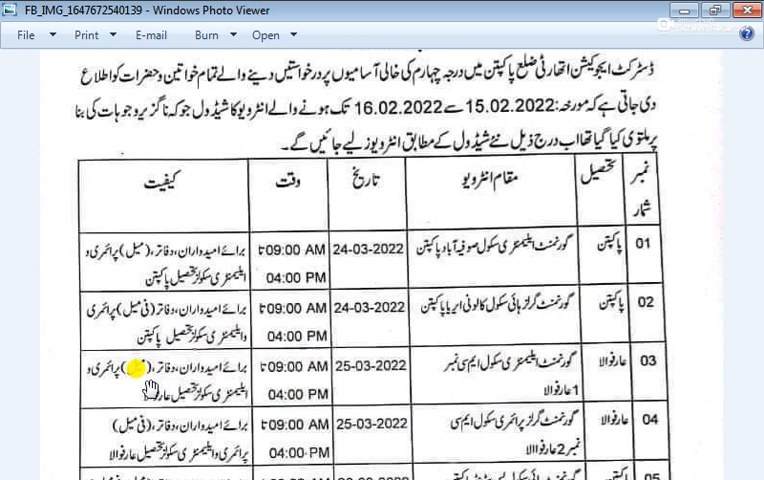 FB_IMG_1647672540139 - Windows Photo Viewer
File Print E-mail Burn Open
ڈسٹرکٹ ایجوکیشن اتھارٹی ضلع پاکپتن میں درجہ چہارم کی خالی آسامیوں پر درخواستیں دینے والے تمام خواتین و حضرات کو اطلاع
دی جاتی ہے کہ مورخہ: 15.02.2022 سے 16.02.2022 تک ہونے والے انٹرویو کا شیڈول جو کہ ناگزیر وجوہات کی بنا
پر ملتوی کیا گیا تھا اب درج ذیل نئے شیڈول کے مطابق انٹرویوز لیے جائیں گے۔
نمبر شمار تحصیل مقام انٹرویو تاریخ وقت کیفیت
01 پاکپتن گورنمنٹ ایلیمنٹری سکول صوفیہ آباد پاکپتن 24-03-2022 09:00 AM تا برائے امیدواران، دفاتر، (میل) پرائمری و
04:00 PM ایلیمنٹری سکولز تحصیل پاکپتن
02 پاکپتن گورنمنٹ گرلز ہائی سکول کالونی ایریا پاکپتن 24-03-2022 09:00 AM تا برائے امیدواران، دفاتر (فی میل) پرائمری
04:00 PM و ایلیمنٹری سکولز تحصیل پاکپتن
03 عارفوالا گورنمنٹ ایلیمنٹری سکول ایم سی نمبر 25-03-2022 09:00 AM تا برائے امیدواران، دفاتر، (میل) پرائمری و
1 عارفوالا 04:00 PM ایلیمنٹری سکولز تحصیل عارفوالا
04 عارفوالا گورنمنٹ گرلز پرائمری سکول ایم سی 25-03-2022 09:00 AM تا برائے امیدواران، دفاتر، (فی میل)
نمبر 2 عارفواالا 04:00 PM پرائمری و ایلیمنٹری سکولز تحصیل عارفوالا
05 پاکپتن